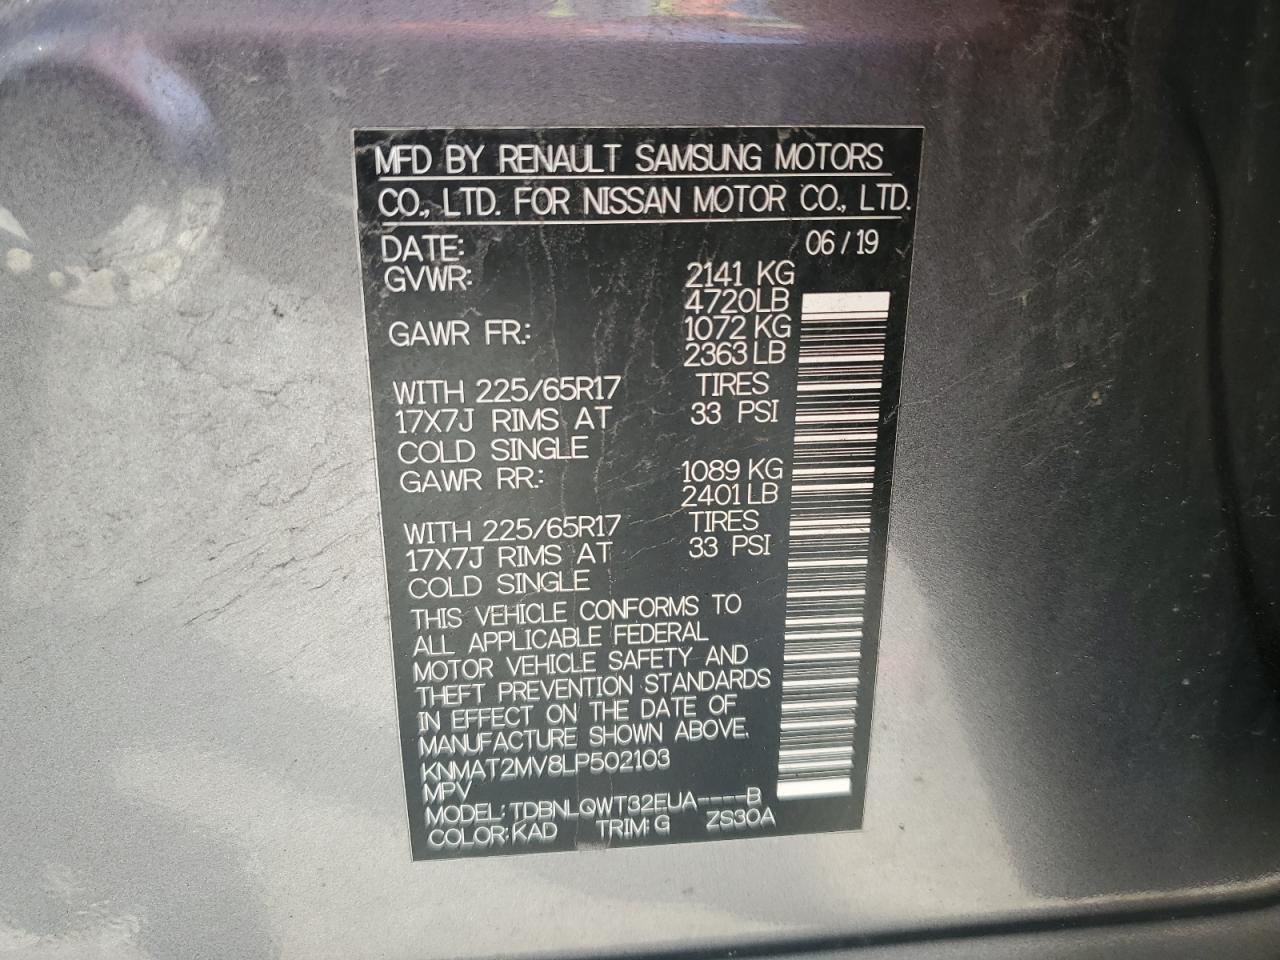 MFD BY RENAULT SAMSUNG MOTORS
CO., LTD. FOR NISSAN MOTOR CO., LTD.
DATE: 06/19
GVWR: 2141 KG
4720LB
GAWR FR: 1072 KG
2363 LB
WITH 225/65R17 TIRES
17X7J RIMS AT 33 PSI
COLD SINGLE
GAWR RR: 1089 KG
2401 LB
WITH 225/65R17 TIRES
17X7J RIMS AT 33 PSI
COLD SINGLE
THIS VEHICLE CONFORMS TO
ALL APPLICABLE FEDERAL
MOTOR VEHICLE SAFETY AND
THEFT PREVENTION STANDARDS
IN EFFECT ON THE DATE OF
MANUFACTURE SHOWN ABOVE.
KNMAT2MV8LP502103
MPV
MODEL: TDBNLQWT32EUA----B
COLOR: KAD TRIM: G ZS30A